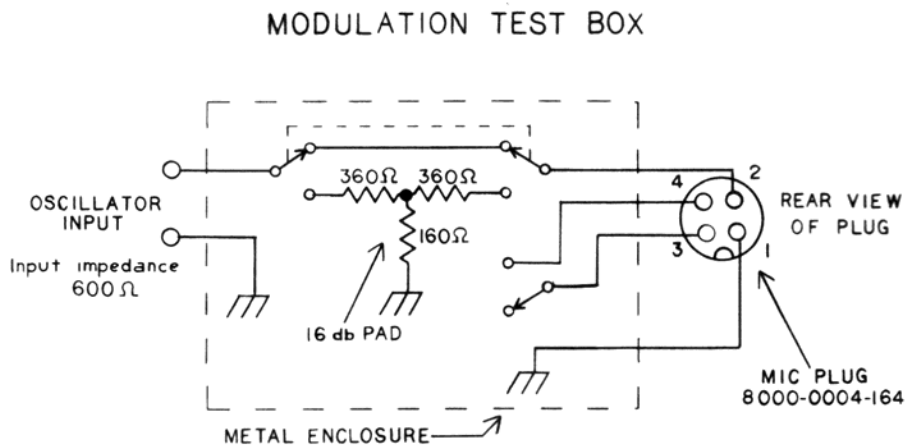 MODULATION TEST BOX
OSCILLATOR
INPUT
Input impedance
600Ω
360Ω
360Ω
160Ω
16 db PAD
4
2
3
1
REAR VIEW
OF PLUG
MIC PLUG
8000-0004-164
METAL ENCLOSURE